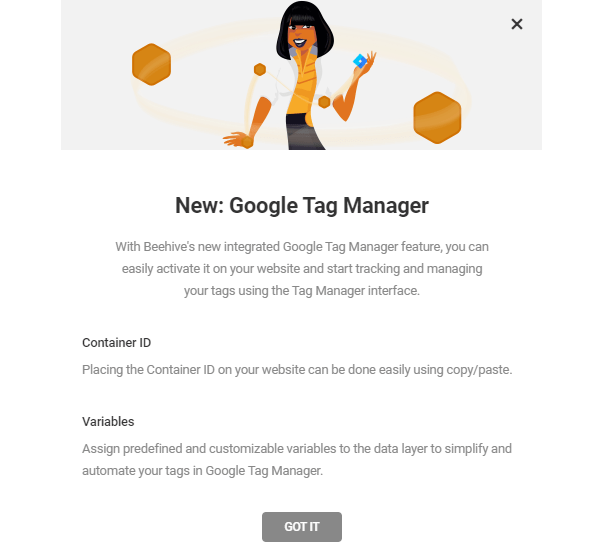 New: Google Tag Manager
With Beehive's new integrated Google Tag Manager feature, you can
easily activate it on your website and start tracking and managing
your tags using the Tag Manager interface.
Container ID
Placing the Container ID on your website can be done easily using copy/paste.
Variables
Assign predefined and customizable variables to the data layer to simplify and
automate your tags in Google Tag Manager.
GOT IT